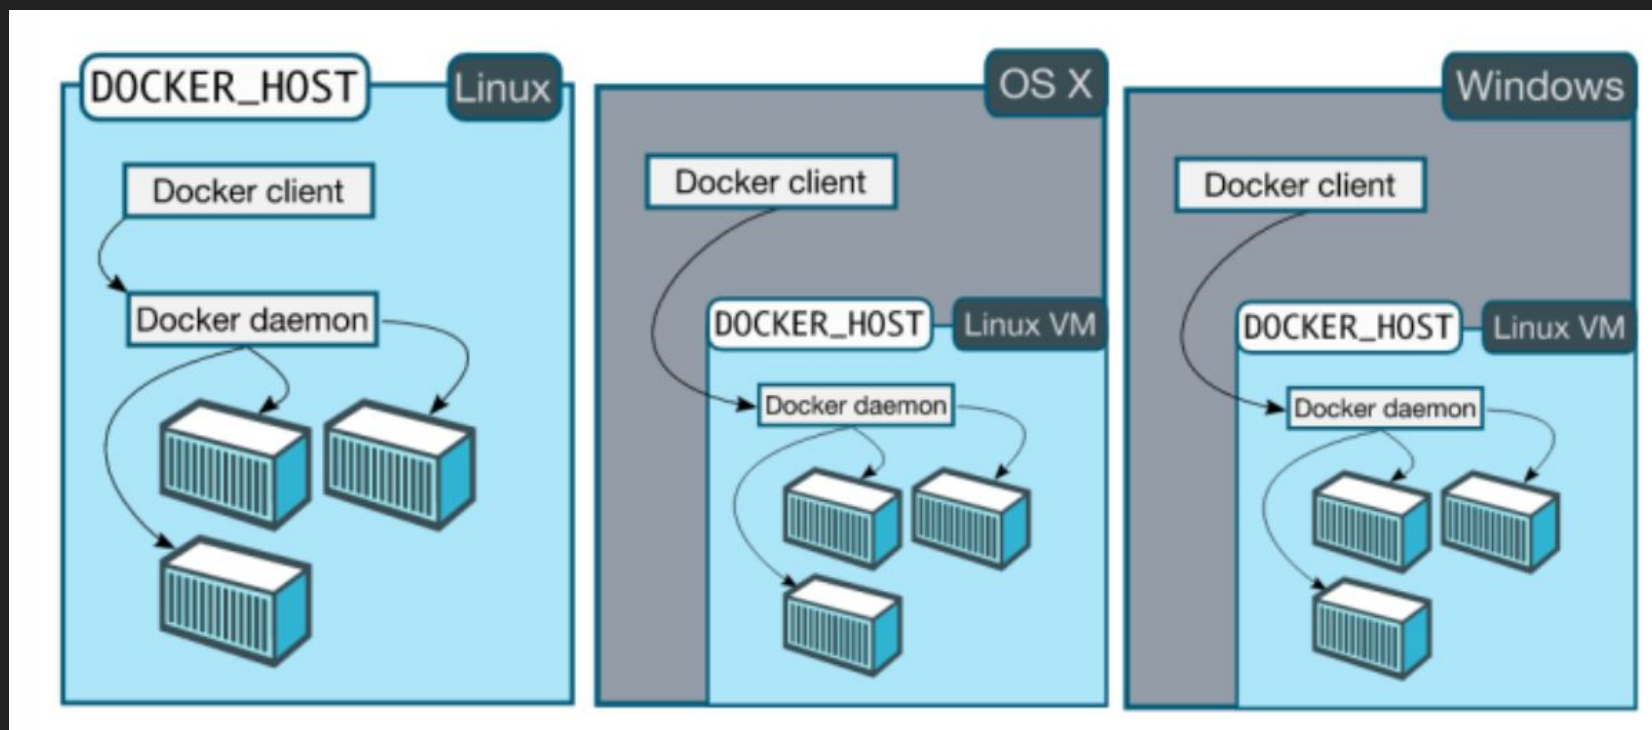 DOCKER_HOST
Linux
Docker client
Docker daemon
OS X
Docker client
DOCKER_HOST
Linux VM
Docker daemon
Windows
Docker client
DOCKER_HOST
Linux VM
Docker daemon